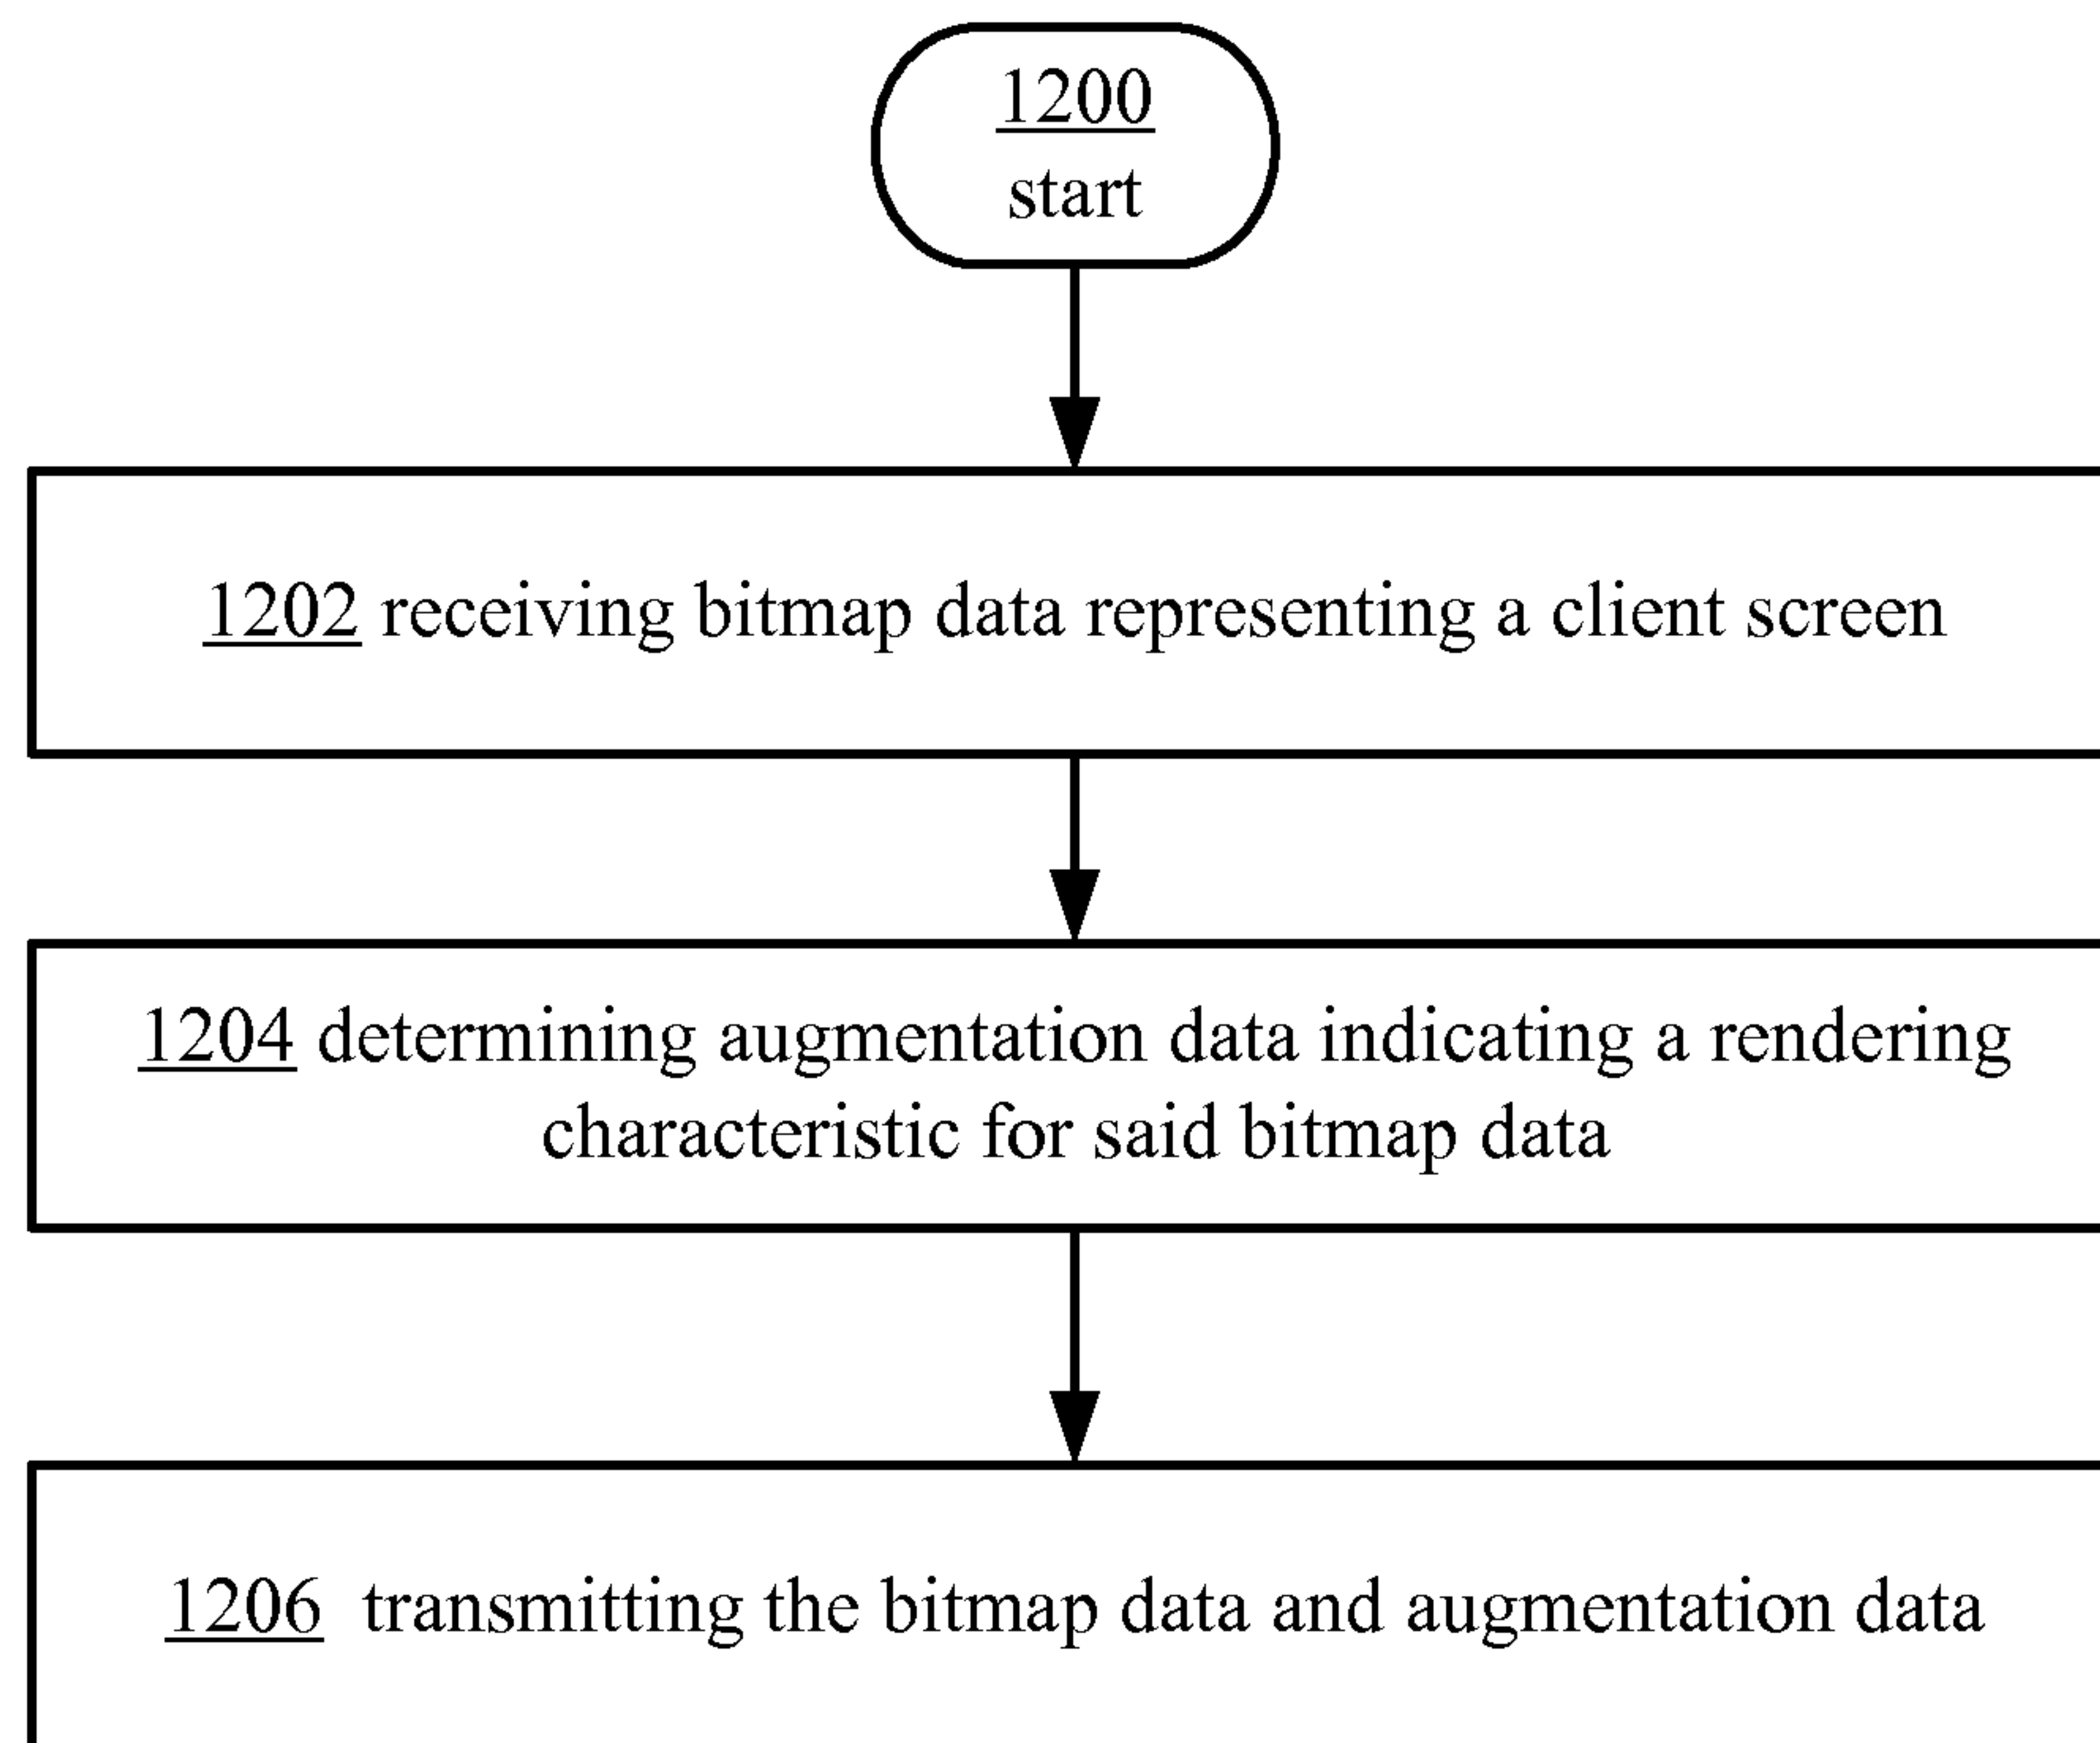 1200
start
1202 receiving bitmap data representing a client screen
1204 determining augmentation data indicating a rendering
characteristic for said bitmap data
1206 transmitting the bitmap data and augmentation data